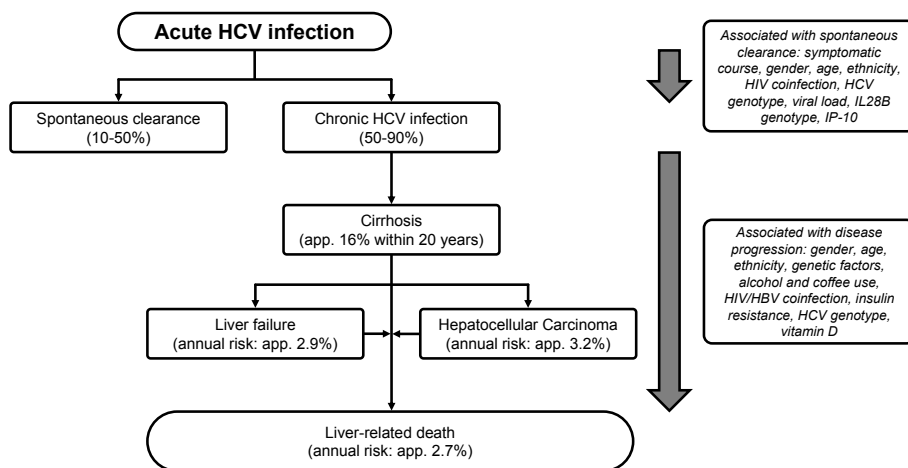 Acute HCV infection
Spontaneous clearance
(10-50%)
Chronic HCV infection
(50-90%)
Cirrhosis
(app. 16% within 20 years)
Liver failure
(annual risk: app. 2.9%)
Hepatocellular Carcinoma
(annual risk: app. 3.2%)
Liver-related death
(annual risk: app. 2.7%)
Associated with spontaneous
clearance: symptomatic
course, gender, age, ethnicity,
HIV coinfection, HCV
genotype, viral load, IL28B
genotype, IP-10
Associated with disease
progression: gender, age,
ethnicity, genetic factors,
alcohol and coffee use,
HIV/HBV coinfection, insulin
resistance, HCV genotype,
vitamin D